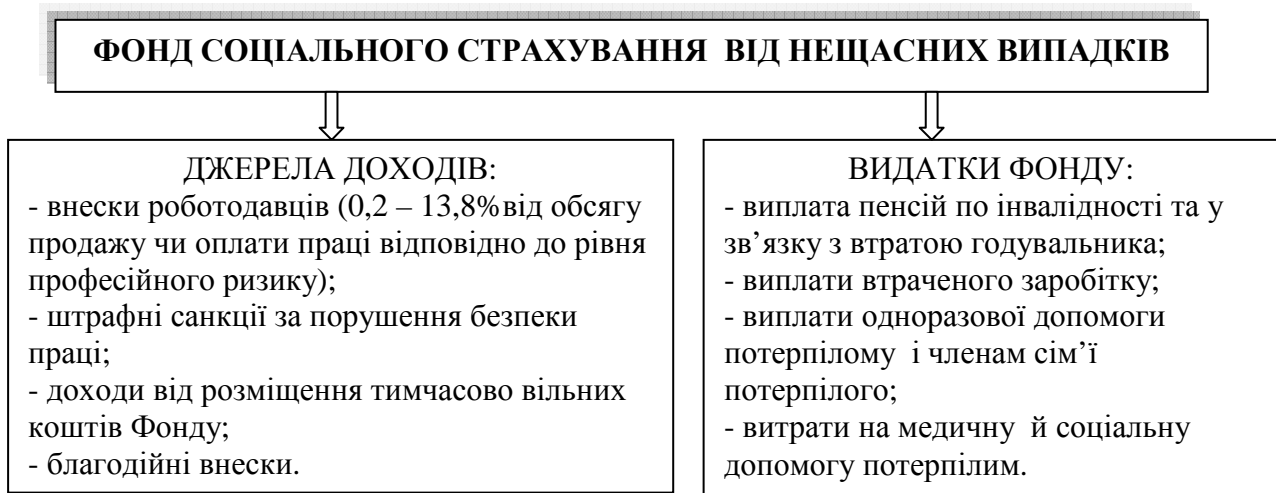 ФОНД СОЦІАЛЬНОГО СТРАХУВАННЯ ВІД НЕЩАСНИХ ВИПАДКІВ
ДЖЕРЕЛА ДОХОДІВ:
- внески роботодавців (0,2 – 13,8%від обсягу
продажу чи оплати праці відповідно до рівня
професійного ризику);
- штрафні санкції за порушення безпеки
праці;
- доходи від розміщення тимчасово вільних
коштів Фонду;
- благодійні внески.
ВИДАТКИ ФОНДУ:
- виплата пенсій по інвалідності та у
зв’язку з втратою годувальника;
- виплати втраченого заробітку;
- виплати одноразової допомоги
потерпілому і членам сім’ї
потерпілого;
- витрати на медичну й соціальну
допомогу потерпілим.